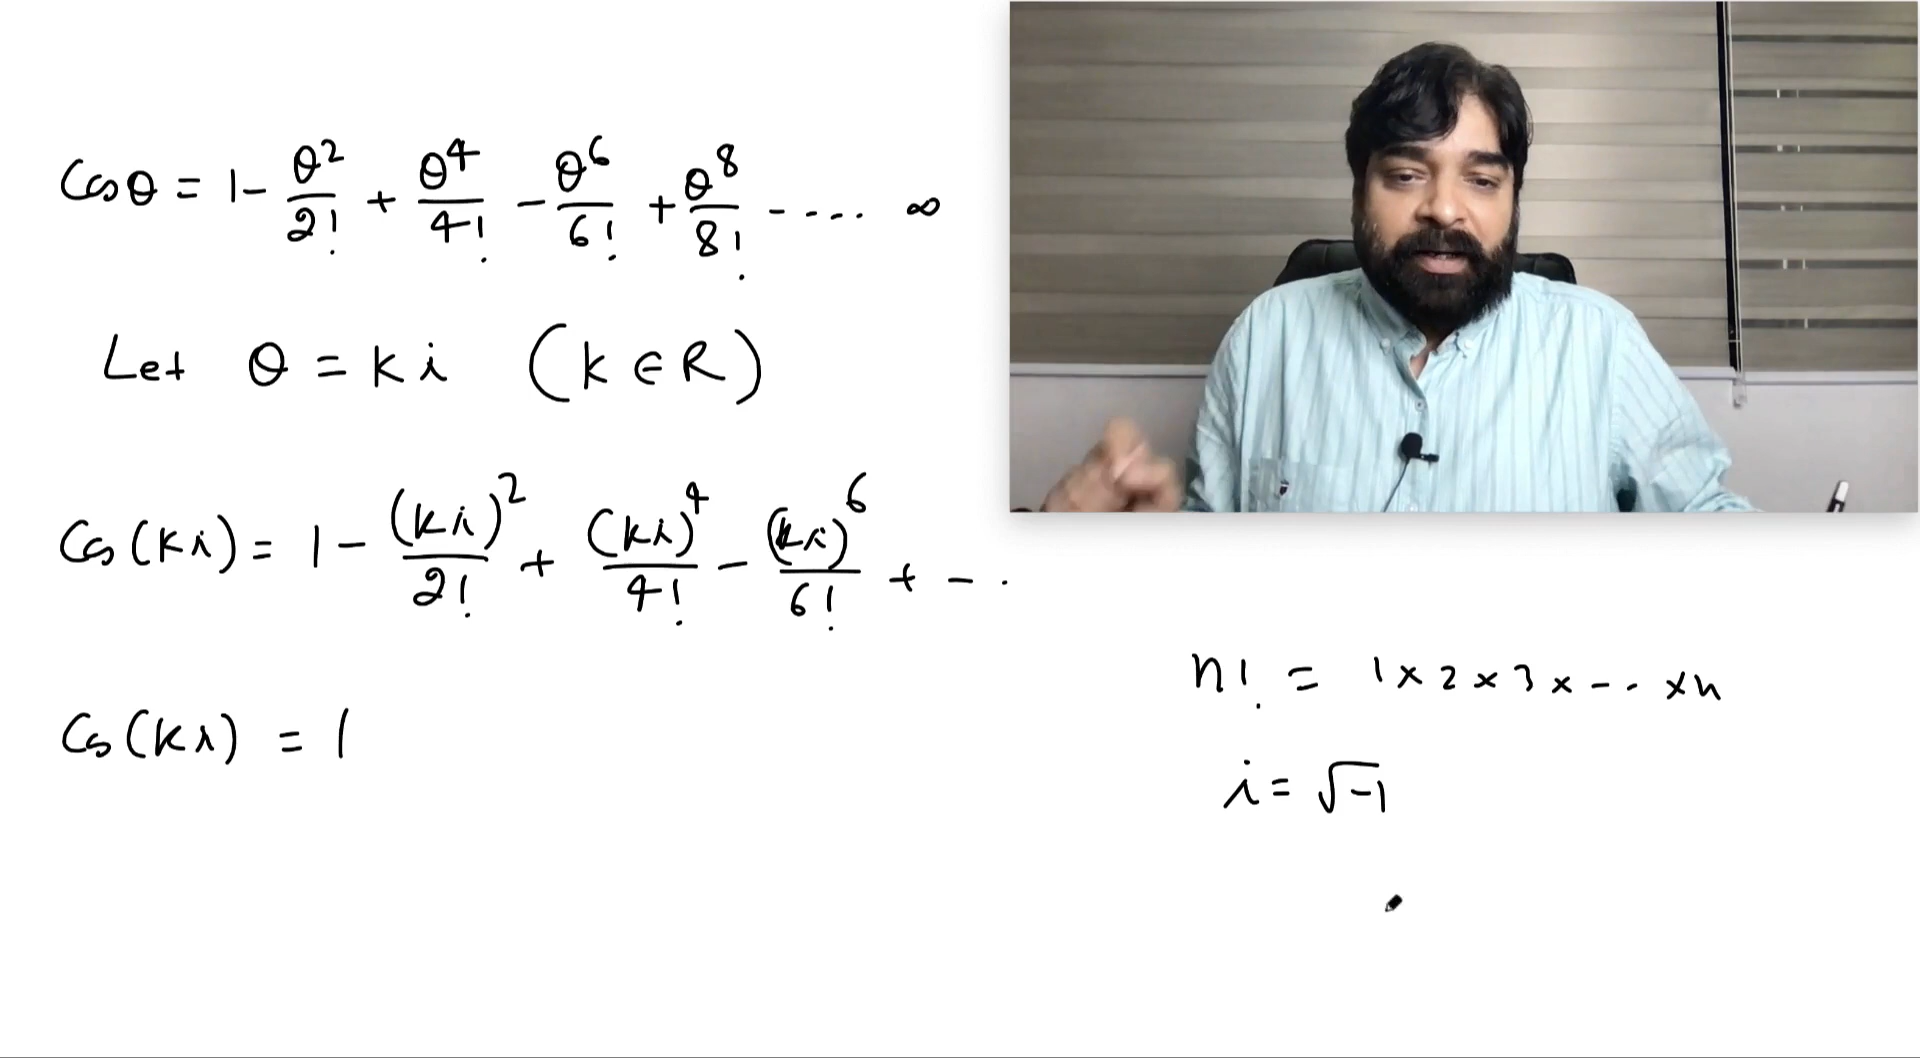 Cos θ = 1 - θ²/2! + θ⁴/4! - θ⁶/6! + θ⁸/8! - .... ∞
Let θ = ki (k ∈ R)
Cos(ki) = 1 - (ki)²/2! + (ki)⁴/4! - (ki)⁶/6! + - .
n! = 1 × 2 × 3 × - - × n
Cos(ki) = 1
i = √-1